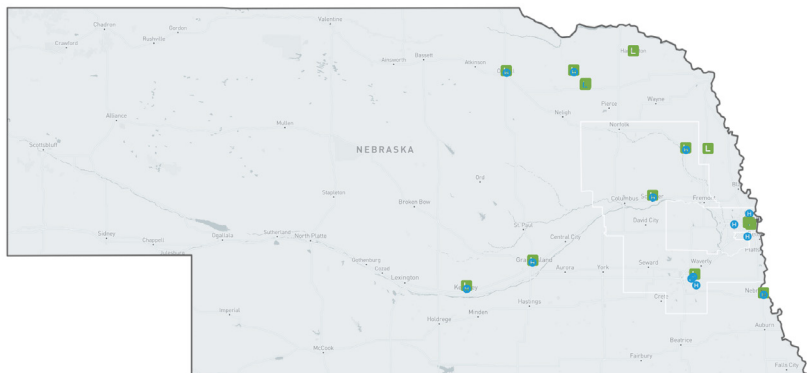 Chadron
Gordon
Rushville
Crawford
Valentine
Ainsworth
Bassett
Atkinson
L
H
H
L
L
Pierce
Wayne
Neligh
Norfolk
Alliance
Mullen
Scottsbluff
NEBRASKA
H
L
Ord
Stapleton
Broken Bow
Columbus
H
Fremont
David City
St. Paul
Central City
H
H
H
Sidney
Chappell
Ogallala
Sutherland
North Platte
Gothenburg
Cozad
Lexington
H
Aurora
York
Seward
Waverly
H
L
H
Crete
Imperial
Holdrege
Minden
Hastings
Auburn
McCook
Beatrice
Fairbury
Falls City